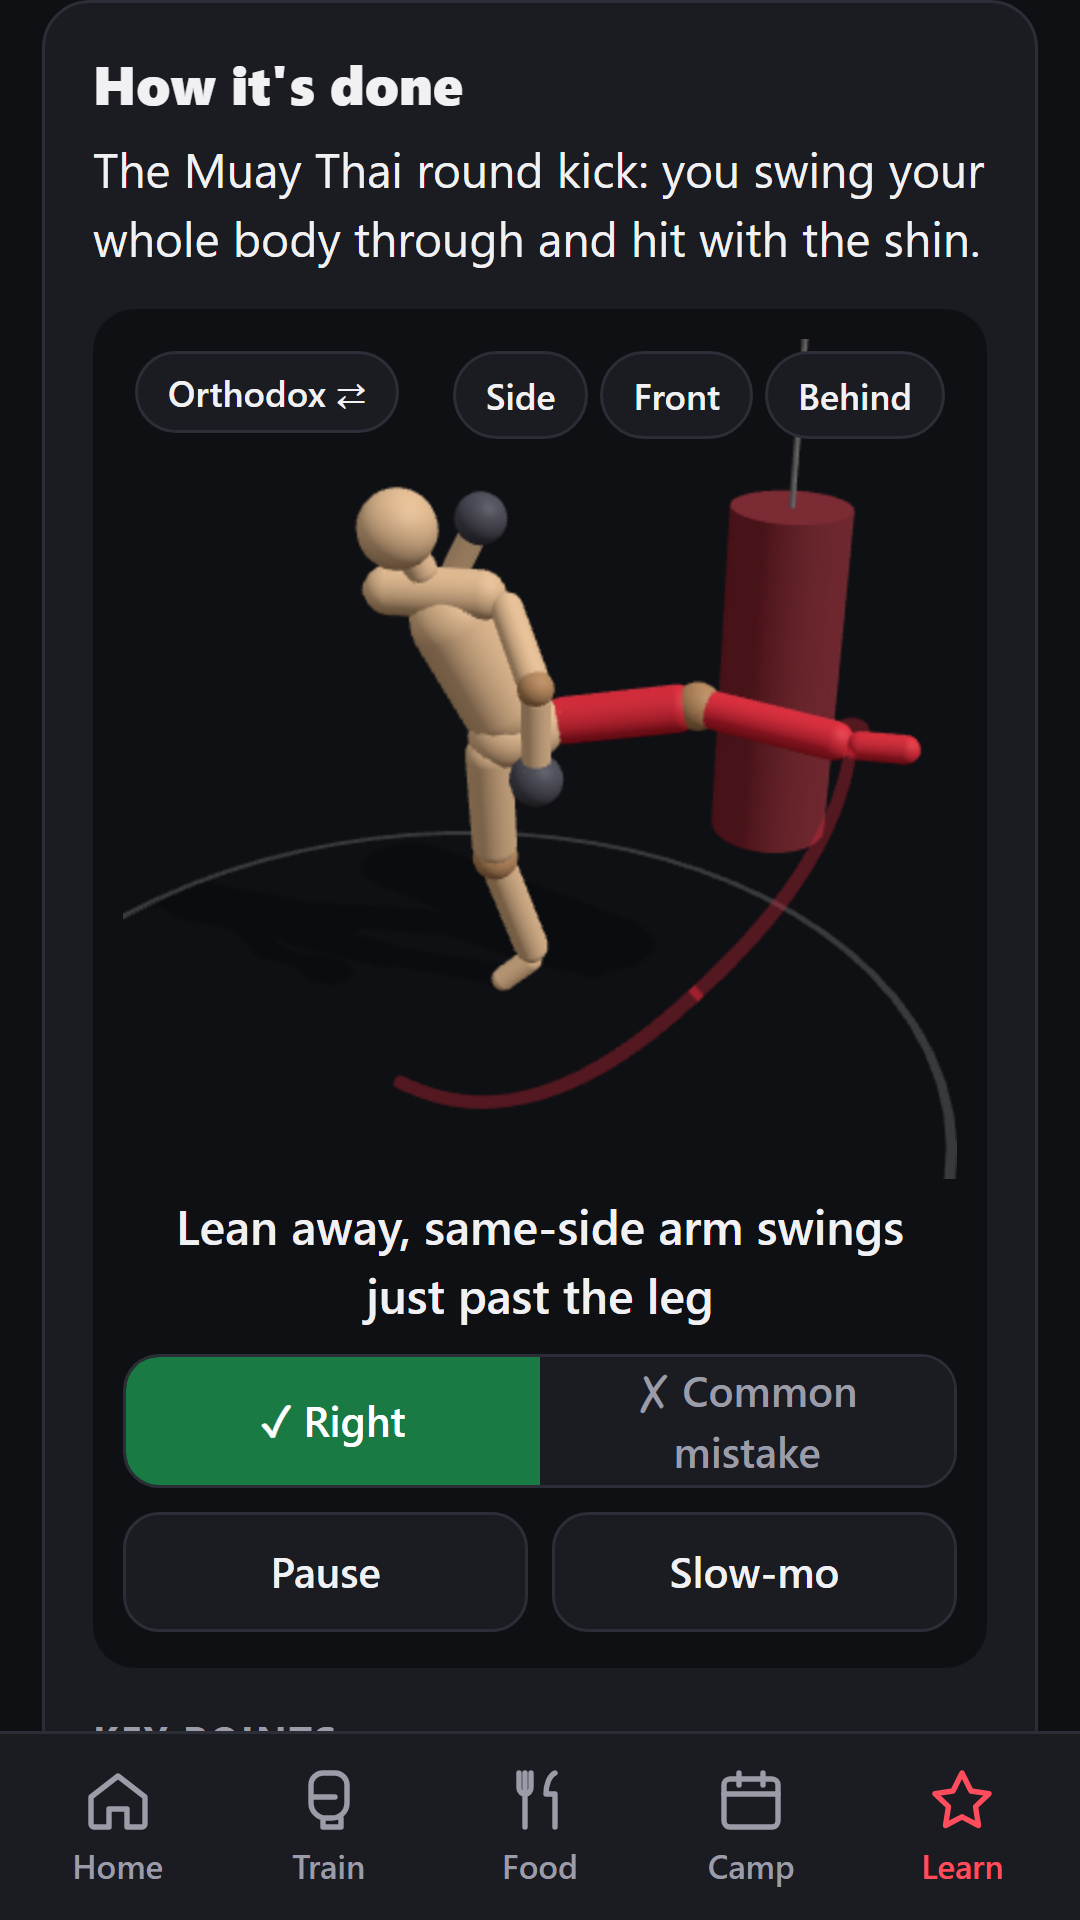 How it's done
The Muay Thai round kick: you swing your
whole body through and hit with the shin.
Orthodox ⇄
Side
Front
Behind
Lean away, same-side arm swings
just past the leg
✓ Right
✗ Common
mistake
Pause
Slow-mo
KEY POINTS
Home
Train
Food
Camp
Learn